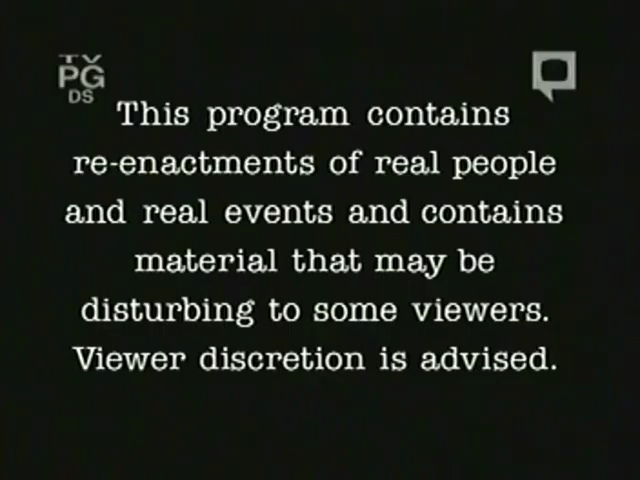 TV
PG
DS
This program contains
re-enactments of real people
and real events and contains
material that may be
disturbing to some viewers.
Viewer discretion is advised.